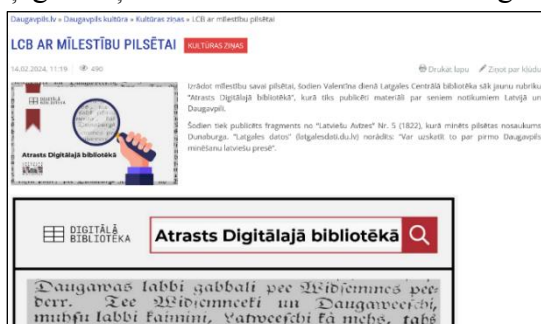 Daugavpils.lv » Daugavpils kultūra » Kultūras ziņas » LCB ar mīlestību pilsētai
LCB AR MĪLESTĪBU PILSĒTAI KULTŪRAS ZIŅAS
14.02.2024, 11:19 490 Drukāt lapu Ziņot par kļūdu
Izrādot mīlestību savai pilsētai, šodien Valentīna dienā Latgales Centrālā bibliotēka sāk jaunu rubriku
"Atrasts Digitālajā bibliotēkā", kurā tiks publicēti materiāli par seniem notikumiem Latvijā un
Daugavpilī.
Šodien tiek publicēts fragments no "Latviešu Avīzes" Nr. 5 (1822), kurā minēts pilsētas nosaukums
Dunaburga. "Latgales datos" (latgalesdati.du.lv) norādīts: "Var uzskatīt to par pirmo Daugavpils
minēšanu latviešu presē".
Atrasts Digitālajā bibliotēkā
DIGITĀLĀ
BIBLIOTĒKA
Atrasts Digitālajā bibliotēkā
Daugawas labbi gabbali pee Widsemmes pee-
derr. Tee Widsemneeki un Daugaweeschi,
muhsu labbi kaimini, Latweeschi kà mehs, tahs